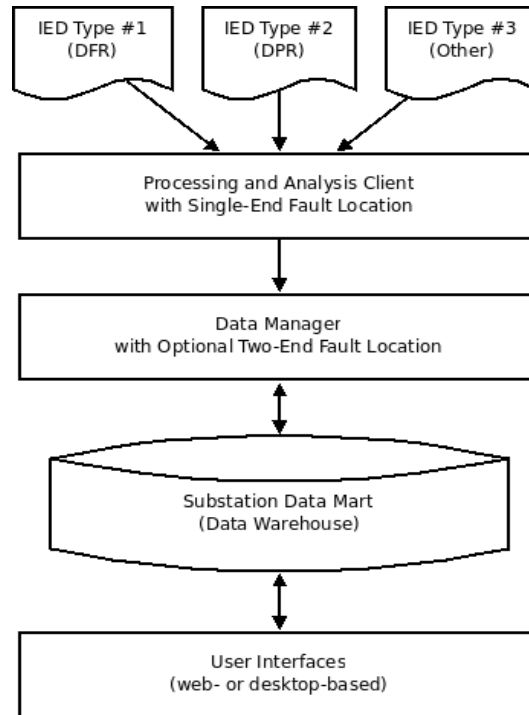 IED Type #1
(DFR)
IED Type #2
(DPR)
IED Type #3
(Other)
Processing and Analysis Client
with Single-End Fault Location
Data Manager
with Optional Two-End Fault Location
Substation Data Mart
(Data Warehouse)
User Interfaces
(web- or desktop-based)